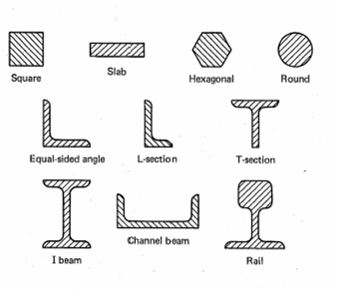 Square
Slab
Hexagonal
Round
Equal-sided angle
L-section
T-section
I beam
Channel beam
Rail